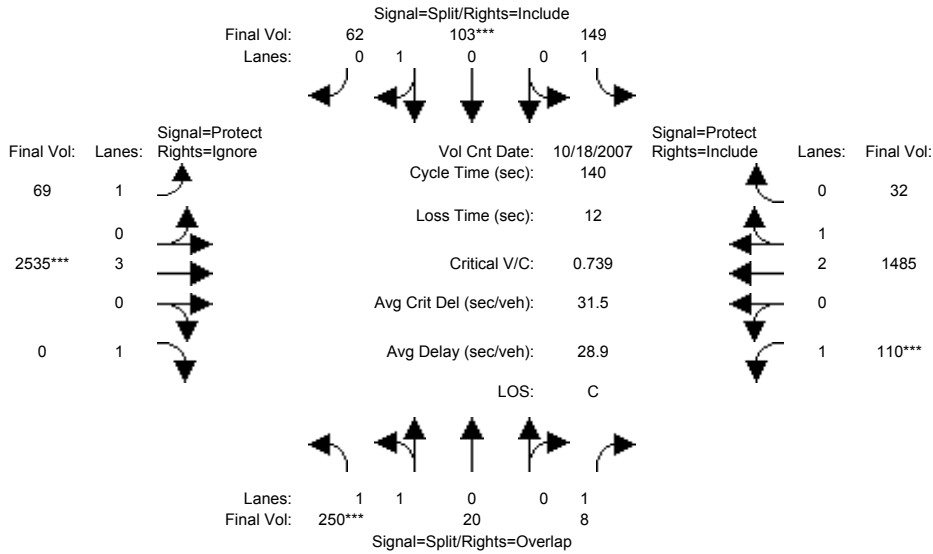 Signal=Split/Rights=Include
Final Vol: 62 103*** 149
Lanes: 0 1 0 0 1
Signal=Protect Signal=Protect
Final Vol: Lanes: Rights=Ignore Vol Cnt Date: 10/18/2007 Rights=Include Lanes: Final Vol:
Cycle Time (sec): 140
69 1 0 32
Loss Time (sec): 12
0 1
2535*** 3 Critical V/C: 0.739 2 1485
0 Avg Crit Del (sec/veh): 31.5 0
0 1 Avg Delay (sec/veh): 28.9 1 110***
LOS: C
Lanes: 1 1 0 0 1
Final Vol: 250*** 20 8
Signal=Split/Rights=Overlap